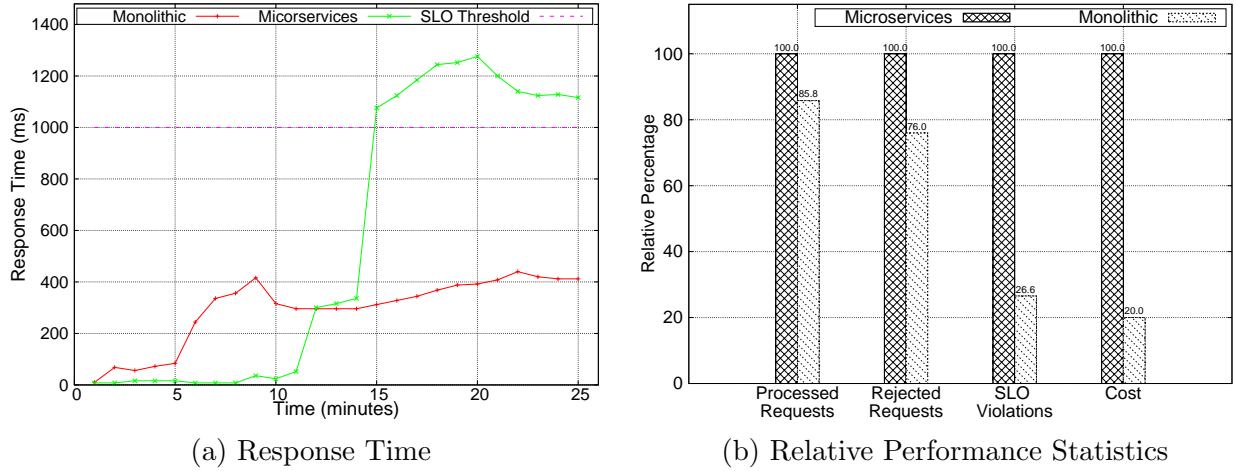 Monolithic Micorservices SLO Threshold
1400
1200
1000
800
600
400
200
0
Response Time (ms)
0 5 10 15 20 25
Time (minutes)
(a) Response Time
Microservices Monolithic
100
80
60
40
20
0
Relative Percentage
100.0 85.8 100.0 76.0 100.0 26.6 100.0 20.0
Processed Rejected SLO Cost
Requests Requests Violations
(b) Relative Performance Statistics